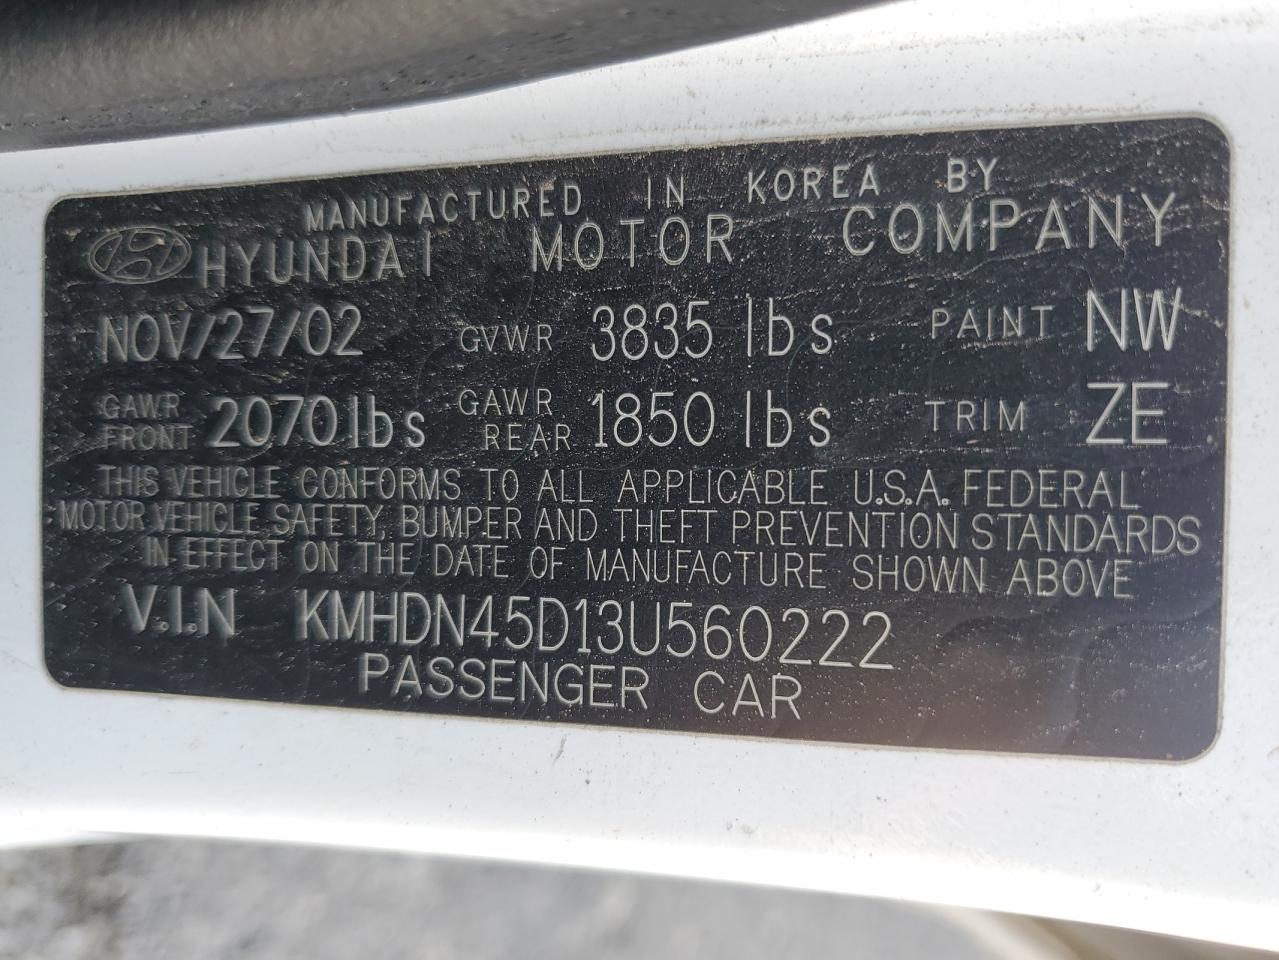 MANUFACTURED IN KOREA BY
HYUNDAI MOTOR COMPANY
NOV/27/02 GVWR 3835 lbs PAINT NW
GAWR FRONT 2070 lbs GAWR REAR 1850 lbs TRIM ZE
THIS VEHICLE CONFORMS TO ALL APPLICABLE U.S.A. FEDERAL
MOTOR VEHICLE SAFETY, BUMPER AND THEFT PREVENTION STANDARDS
IN EFFECT ON THE DATE OF MANUFACTURE SHOWN ABOVE
V.I.N KMHDN45D13U560222
PASSENGER CAR